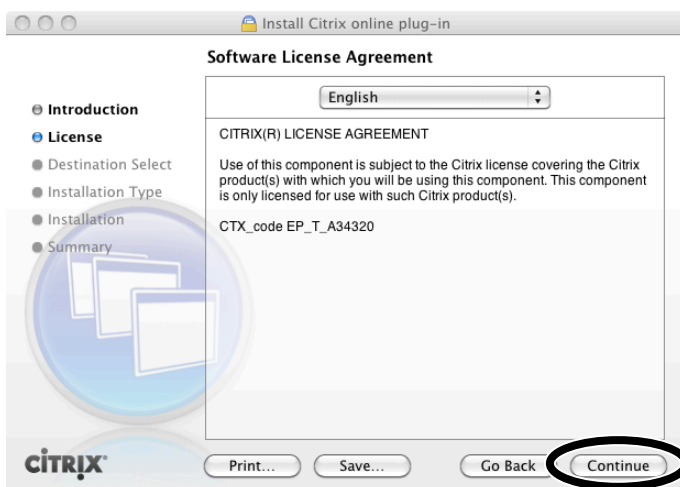 Install Citrix online plug-in
Software License Agreement
Introduction
License
Destination Select
Installation Type
Installation
Summary
English
CITRIX(R) LICENSE AGREEMENT
Use of this component is subject to the Citrix license covering the Citrix
product(s) with which you will be using this component. This component
is only licensed for use with such Citrix product(s).
CTX_code EP_T_A34320
CITRIX
Print...
Save...
Go Back
Continue